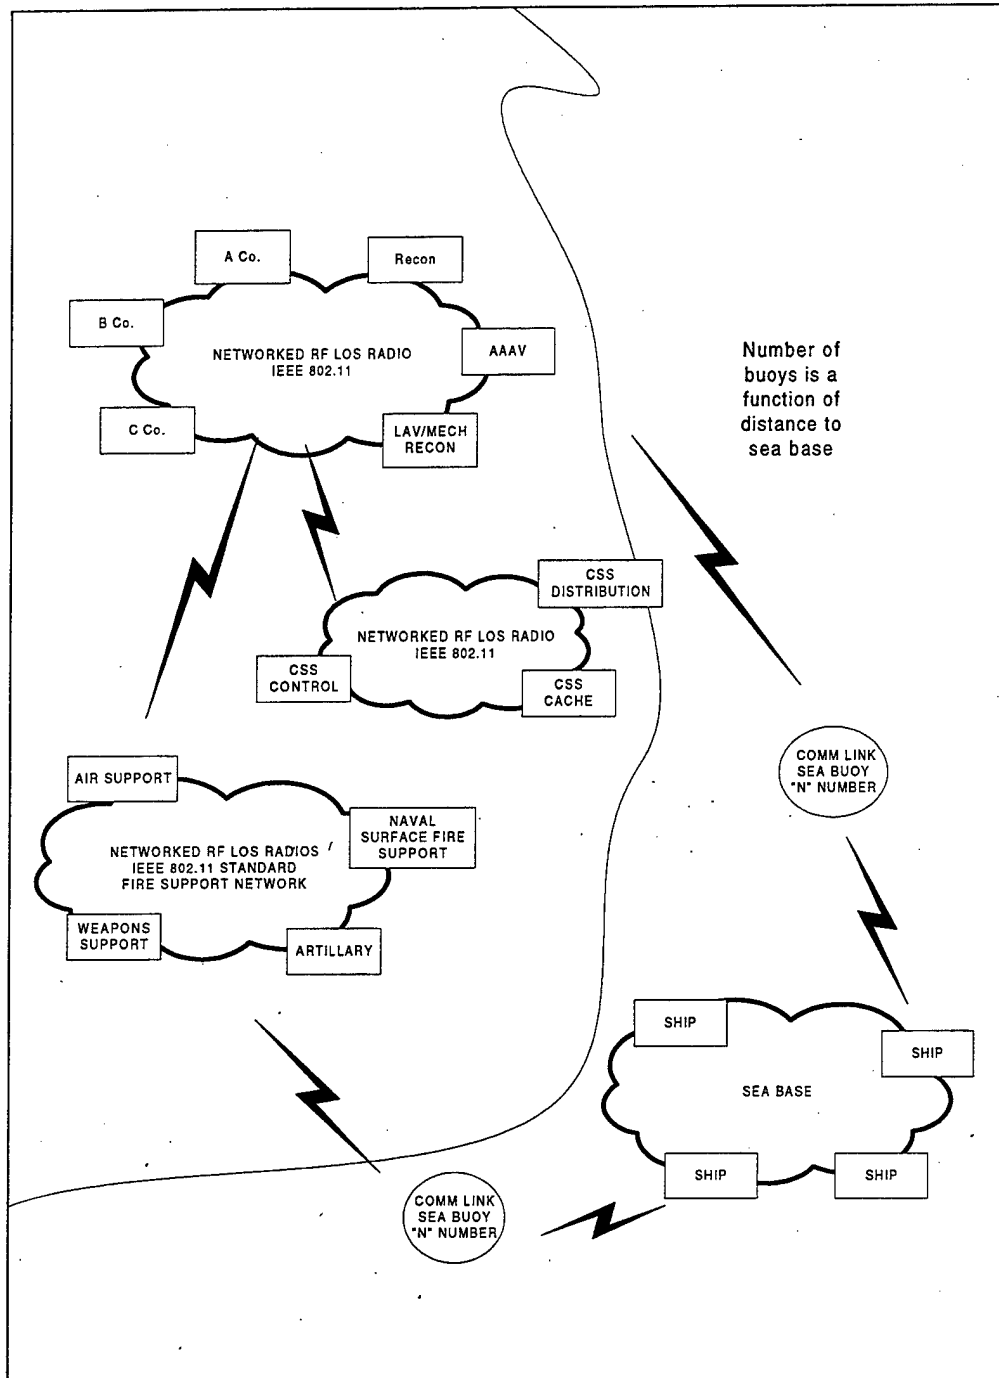 A Co.
Recon
B Co.
AAAV
NETWORKED RF LOS RADIO
IEEE 802.11
C Co.
LAV/MECH
RECON
Number of
buoys is a
function of
distance to
sea base
CSS
DISTRIBUTION
NETWORKED RF LOS RADIO
IEEE 802.11
CSS
CONTROL
CSS
CACHE
COMM LINK
SEA BUOY
"N" NUMBER
AIR SUPPORT
NAVAL
SURFACE FIRE
SUPPORT
NETWORKED RF LOS RADIOS
IEEE 802.11 STANDARD
FIRE SUPPORT NETWORK
WEAPONS
SUPPORT
ARTILLARY
SHIP
SHIP
SEA BASE
SHIP
SHIP
COMM LINK
SEA BUOY
"N" NUMBER